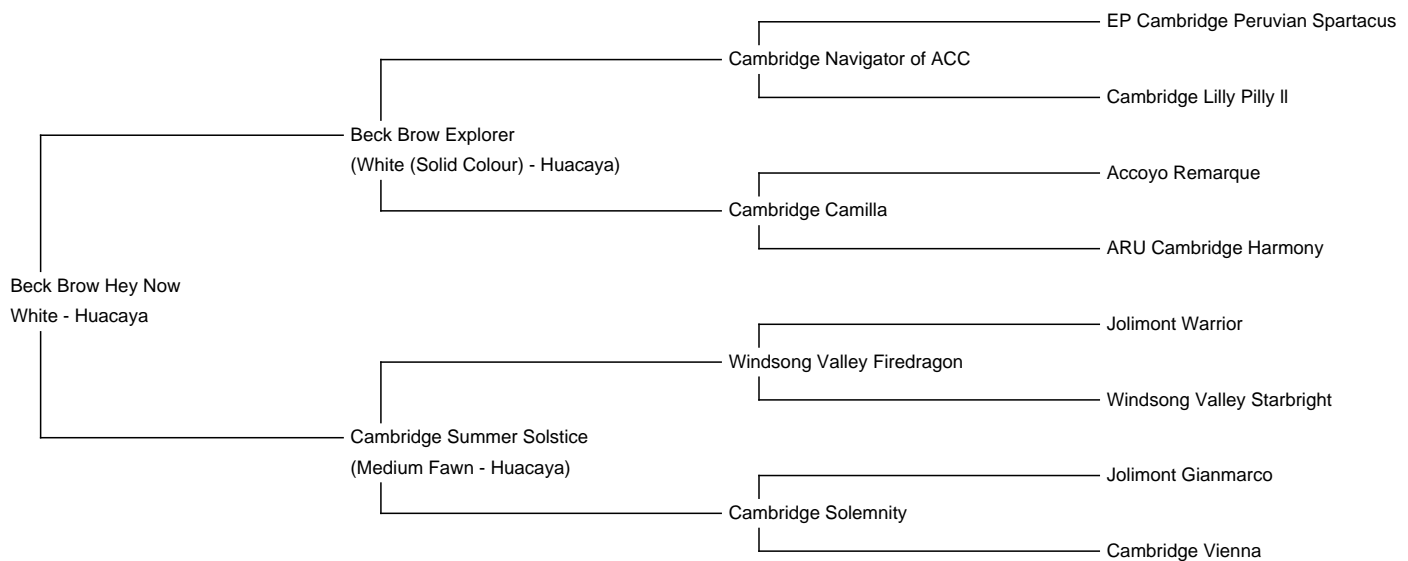 EP Cambridge Peruvian Spartacus
Cambridge Navigator of ACC
Cambridge Lilly Pilly ll
Beck Brow Explorer
(White (Solid Colour) - Huacaya)
Accoyo Remarque
Cambridge Camilla
ARU Cambridge Harmony
Beck Brow Hey Now
White - Huacaya
Jolimont Warrior
Windsong Valley Firedragon
Windsong Valley Starbright
Cambridge Summer Solstice
(Medium Fawn - Huacaya)
Jolimont Gianmarco
Cambridge Solemnity
Cambridge Vienna